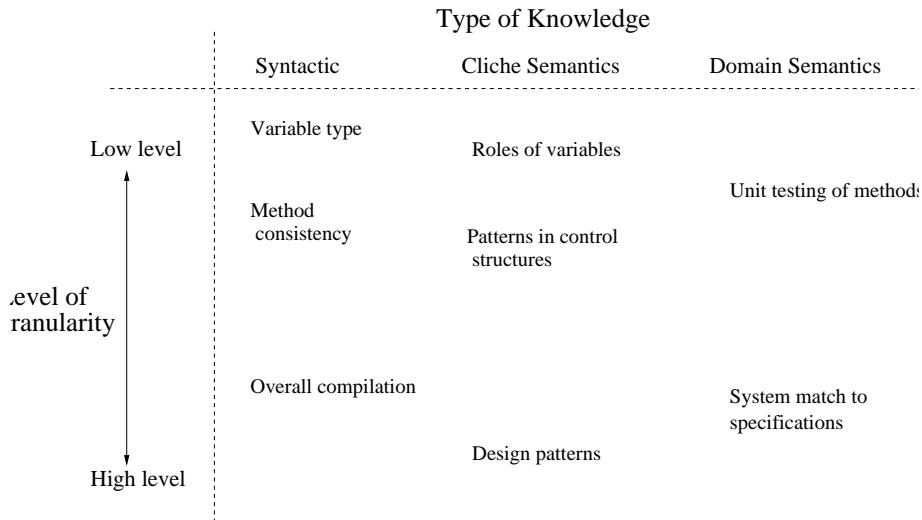 Type of Knowledge
Syntactic Cliche Semantics Domain Semantics
Variable type
Low level
Roles of variables
Unit testing of methods
Method
consistency
Patterns in control
structures
evel of
ranularity
Overall compilation
System match to
specifications
Design patterns
High level